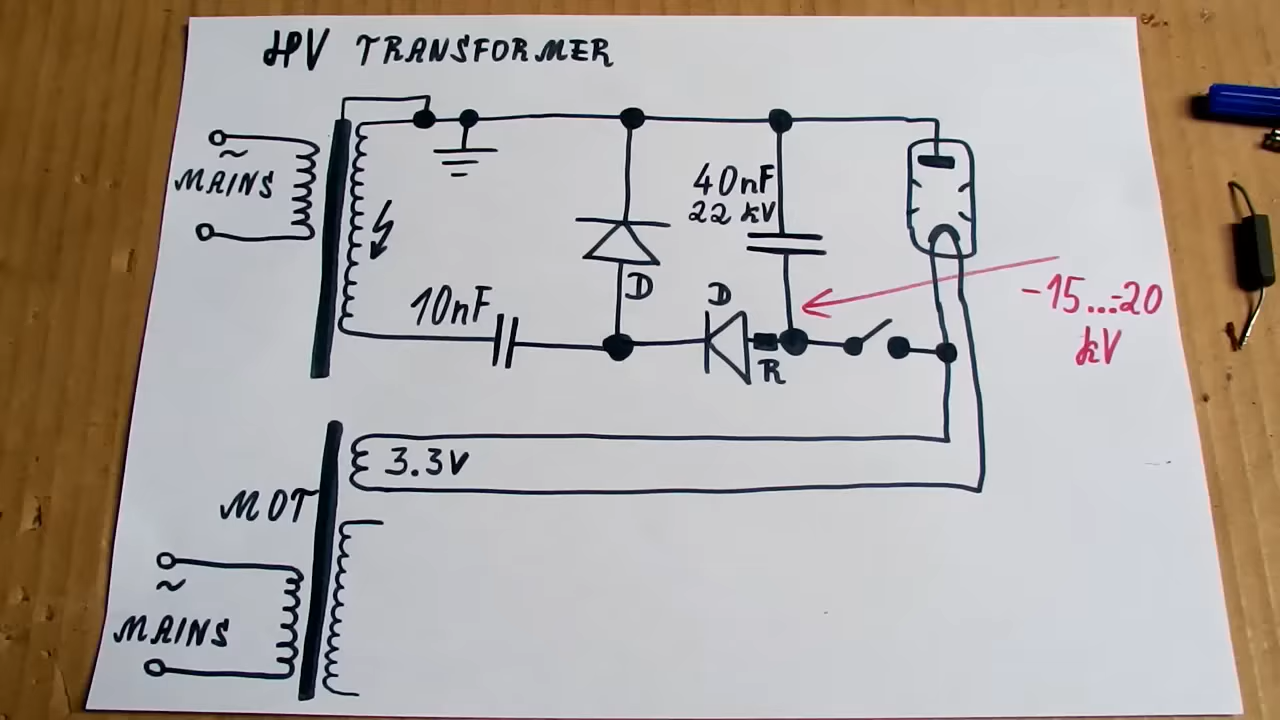 HV TRANSFORMER
~
MAINS
40nF
22 kV
10nF
D
D
R
-15...-20
kV
3.3V
MOT
~
MAINS